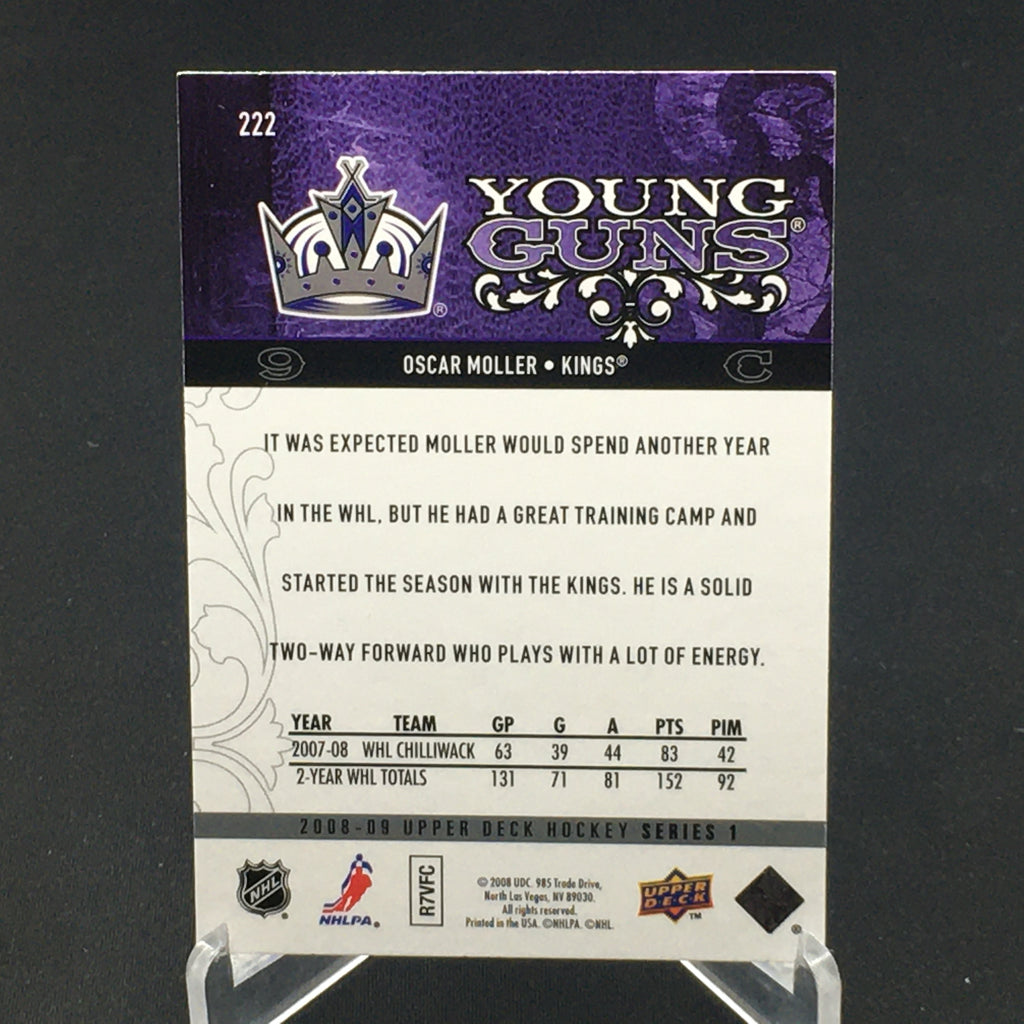 222
YOUNG
GUNS®
®
9 OSCAR MOLLER • KINGS® C
IT WAS EXPECTED MOLLER WOULD SPEND ANOTHER YEAR
IN THE WHL, BUT HE HAD A GREAT TRAINING CAMP AND
STARTED THE SEASON WITH THE KINGS. HE IS A SOLID
TWO-WAY FORWARD WHO PLAYS WITH A LOT OF ENERGY.
YEAR TEAM GP G A PTS PIM
2007-08 WHL CHILLIWACK 63 39 44 83 42
2-YEAR WHL TOTALS 131 71 81 152 92
2008-09 UPPER DECK HOCKEY SERIES 1
NHL ®
NHLPA®
R7VFC
© 2008 UDC. 985 Trade Drive,
North Las Vegas, NV 89030.
All rights reserved.
Printed in the USA. ©NHLPA. ©NHL.
UPPER
DECK
™
®